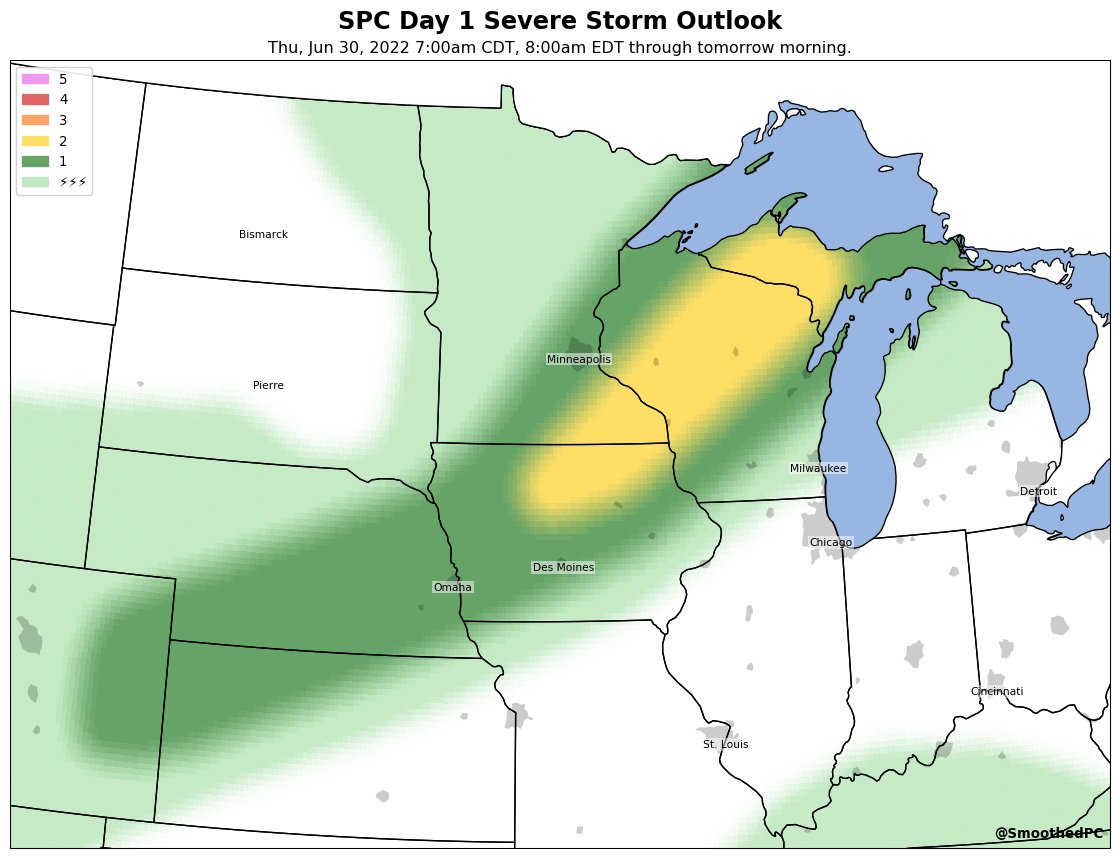 SPC Day 1 Severe Storm Outlook
Thu, Jun 30, 2022 7:00am CDT, 8:00am EDT through tomorrow morning.
5
4
3
2
1
⚡⚡⚡
Bismarck
Minneapolis
Pierre
Milwaukee
Detroit
Chicago
Des Moines
Omaha
Cincinnati
St. Louis
@SmoothedPC